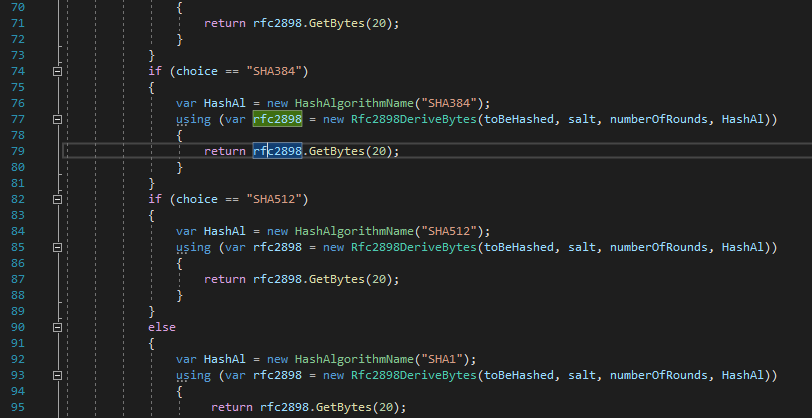 70 {
71 return rfc2898.GetBytes(20);
72 }
73 }
74 if (choice == "SHA384")
75 {
76 var HashAl = new HashAlgorithmName("SHA384");
77 using (var rfc2898 = new Rfc2898DeriveBytes(toBeHashed, salt, numberOfRounds, HashAl))
78 {
79 return rfc2898.GetBytes(20);
80 }
81 }
82 if (choice == "SHA512")
83 {
84 var HashAl = new HashAlgorithmName("SHA512");
85 using (var rfc2898 = new Rfc2898DeriveBytes(toBeHashed, salt, numberOfRounds, HashAl))
86 {
87 return rfc2898.GetBytes(20);
88 }
89 }
90 else
91 {
92 var HashAl = new HashAlgorithmName("SHA1");
93 using (var rfc2898 = new Rfc2898DeriveBytes(toBeHashed, salt, numberOfRounds, HashAl))
94 {
95 return rfc2898.GetBytes(20);